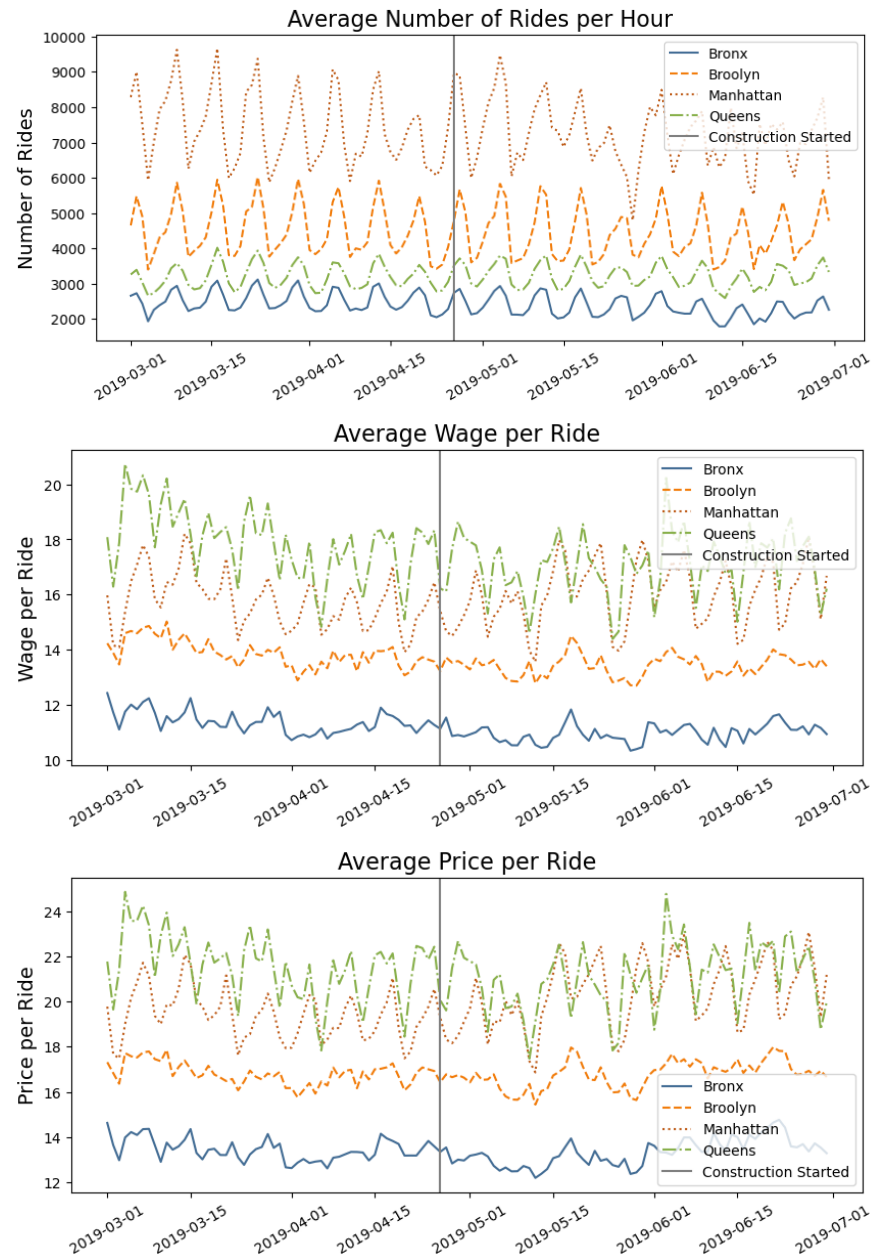 Average Number of Rides per Hour
10000
9000
8000
7000
6000
5000
4000
3000
2000
Number of Rides
Bronx
Broolyn
Manhattan
Queens
Construction Started
2019-03-01
2019-03-15
2019-04-01
2019-04-15
2019-05-01
2019-05-15
2019-06-01
2019-06-15
2019-07-01
Average Wage per Ride
20
18
16
14
12
10
Wage per Ride
Bronx
Broolyn
Manhattan
Queens
Construction Started
2019-03-01
2019-03-15
2019-04-01
2019-04-15
2019-05-01
2019-05-15
2019-06-01
2019-06-15
2019-07-01
Average Price per Ride
24
22
20
18
16
14
12
Price per Ride
Bronx
Broolyn
Manhattan
Queens
Construction Started
2019-03-01
2019-03-15
2019-04-01
2019-04-15
2019-05-01
2019-05-15
2019-06-01
2019-06-15
2019-07-01